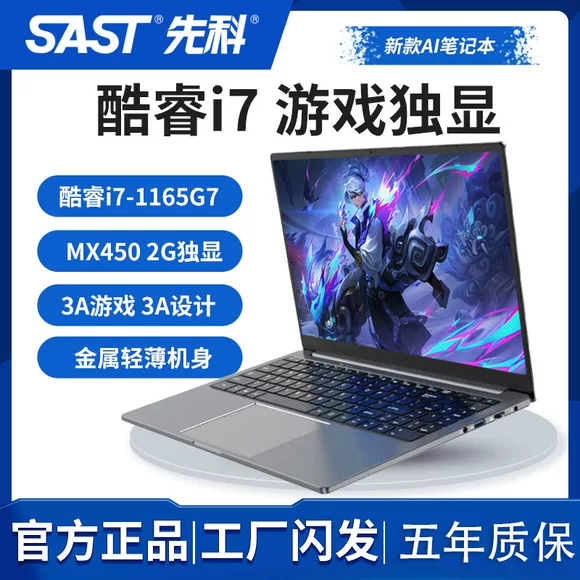 SAST® 先科®
新款AI笔记本
酷睿i7 游戏独显
酷睿i7-1165G7
MX450 2G独显
3A游戏 3A设计
金属轻薄机身
官方正品 工厂闪发 五年质保